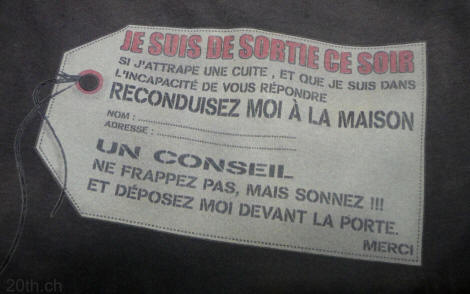 JE SUIS DE SORTIE CE SOIR
SI J'ATTRAPE UNE CUITE , ET QUE JE SUIS DANS
L'INCAPACITÉ DE VOUS RÉPONDRE
RECONDUISEZ MOI À LA MAISON
NOM : ..............................
ADRESSE : ..............................
UN CONSEIL
NE FRAPPEZ PAS, MAIS SONNEZ !!!
ET DÉPOSEZ MOI DEVANT LA PORTE.
MERCI
20th.ch